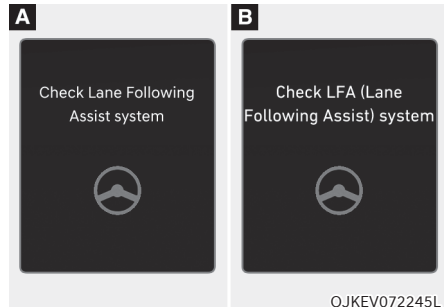 A
Check Lane Following
Assist system
B
Check LFA (Lane
Following Assist) system
OJKEV072245L